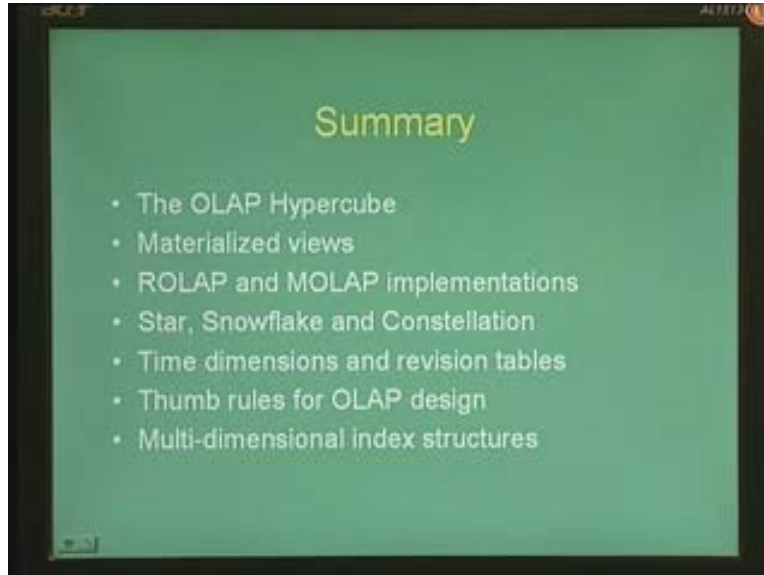 acer
Summary
• The OLAP Hypercube
• Materialized views
• ROLAP and MOLAP implementations
• Star, Snowflake and Constellation
• Time dimensions and revision tables
• Thumb rules for OLAP design
• Multi-dimensional index structures